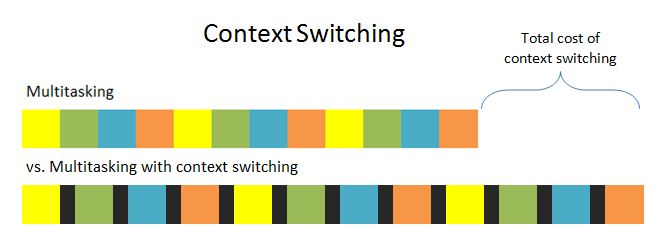 Context Switching
Total cost of
context switching
Multitasking
vs. Multitasking with context switching